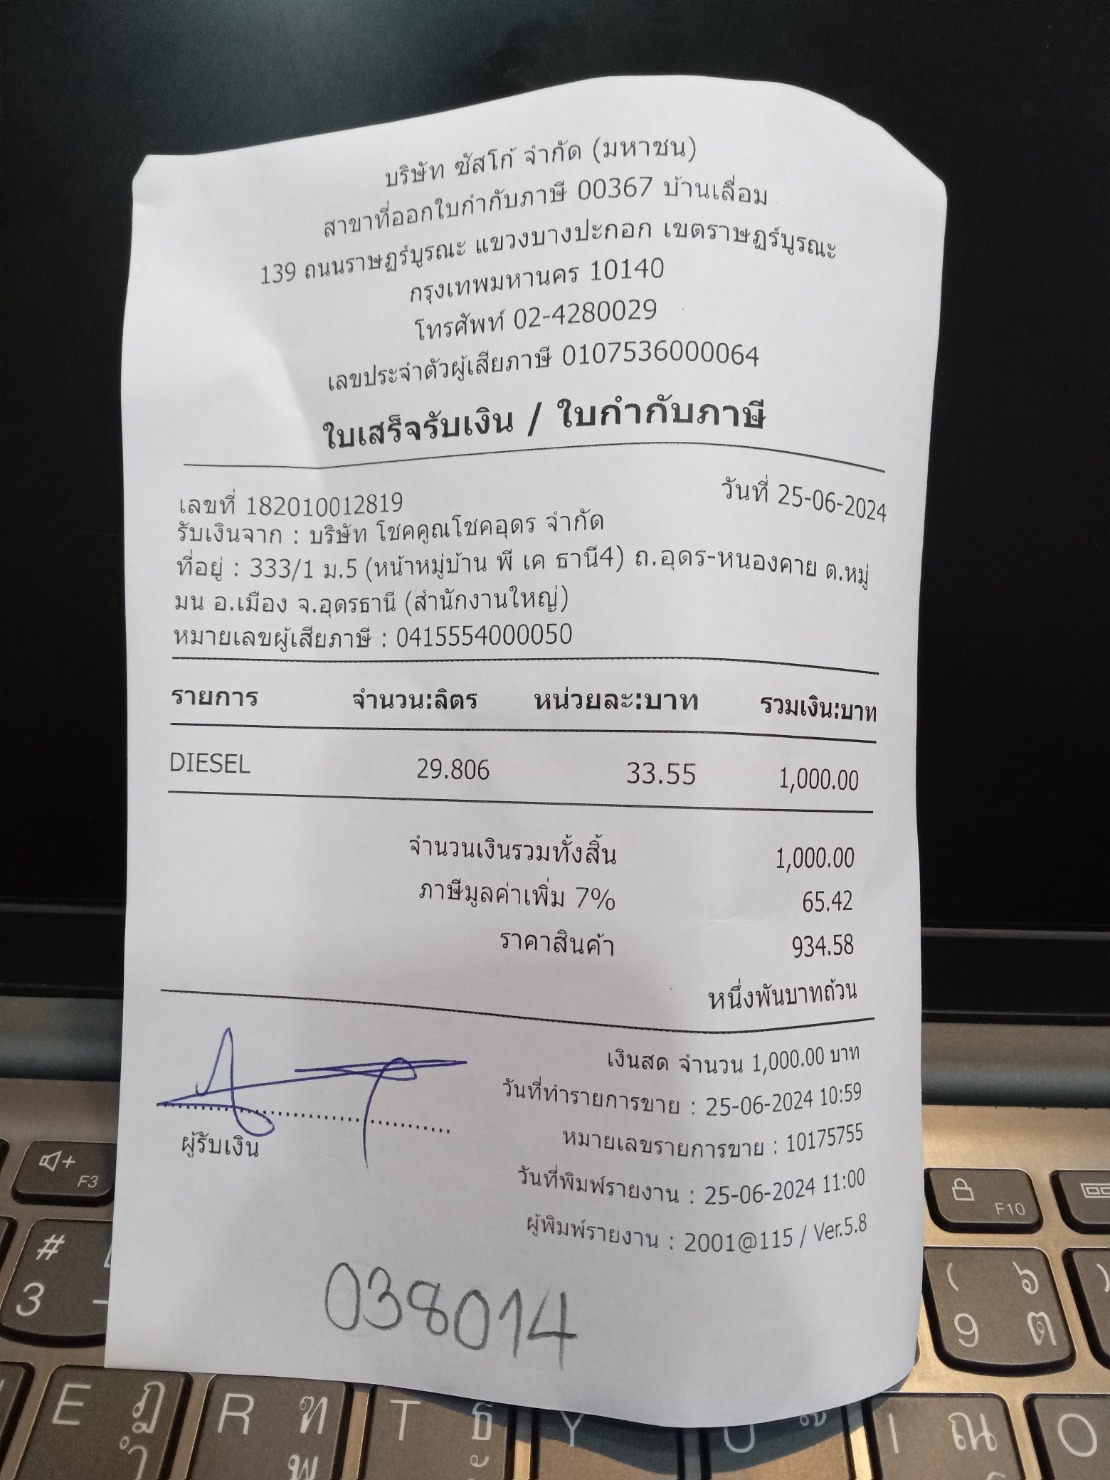 บริษัท ซัสโก้ จำกัด (มหาชน)
สาขาที่ออกใบกำกับภาษี 00367 บ้านเลื่อม
139 ถนนราษฎร์บูรณะ แขวงบางปะกอก เขตราษฎร์บูรณะ
กรุงเทพมหานคร 10140
โทรศัพท์ 02-4280029
เลขประจำตัวผู้เสียภาษี 0107536000064
ใบเสร็จรับเงิน / ใบกำกับภาษี
เลขที่ 182010012819 วันที่ 25-06-2024
รับเงินจาก : บริษัท โชคคูณโชคอุดร จำกัด
ที่อยู่ : 333/1 ม.5 (หน้าหมู่บ้าน พี เค ธานี4) ถ.อุดร-หนองคาย ต.หมู
มน อ.เมือง จ.อุดรธานี (สำนักงานใหญ่)
หมายเลขผู้เสียภาษี : 0415554000050
รายการ จำนวน:ลิตร หน่วยละ:บาท รวมเงิน:บาท
DIESEL 29.806 33.55 1,000.00
จำนวนเงินรวมทั้งสิ้น 1,000.00
ภาษีมูลค่าเพิ่ม 7% 65.42
ราคาสินค้า 934.58
หนึ่งพันบาทถ้วน
เงินสด จำนวน 1,000.00 บาท
วันที่ทำรายการขาย : 25-06-2024 10:59
หมายเลขรายการขาย : 10175755
ผู้รับเงิน
วันที่พิมพ์รายงาน : 25-06-2024 11:00
ผู้พิมพ์รายงาน : 2001@115 / Ver.5.8
038014
F3
F10
# 3
( ๖ 9 ต
E ฎ ำ
R ฑ พ
T ธ ั
Y
U ๊
I ณ
O